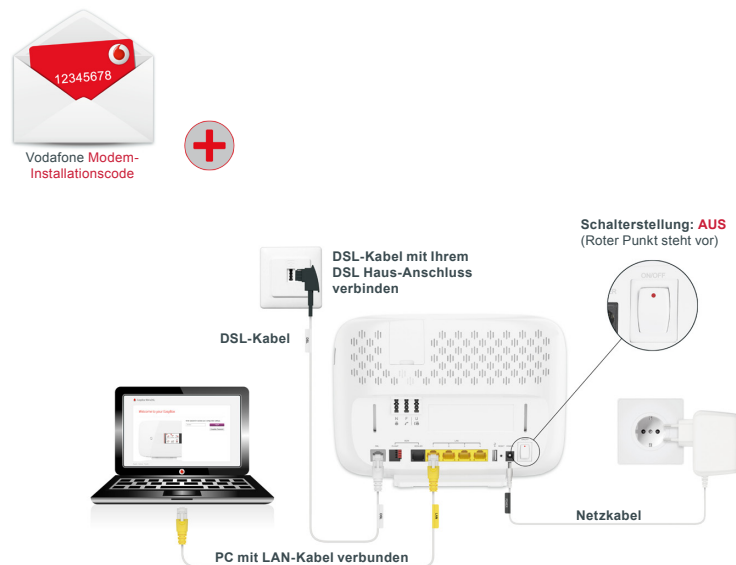 12345678
Vodafone Modem-
Installationscode
Schalterstellung: AUS
(Roter Punkt steht vor)
ON/OFF
DSL-Kabel mit Ihrem
DSL Haus-Anschluss
verbinden
DSL-Kabel
Netzkabel
PC mit LAN-Kabel verbunden